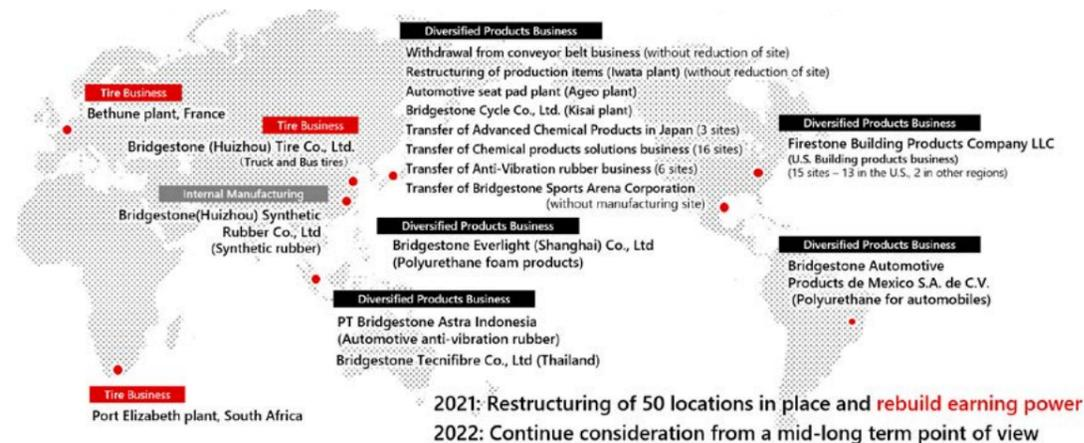 Diversified Products Business
Withdrawal from conveyor belt business (without reduction of site)
Restructuring of production items (Iwata plant) (without reduction of site)
Automotive seat pad plant (Ageo plant)
Bridgestone Cycle Co., Ltd. (Kisai plant)
Transfer of Advanced Chemical Products in Japan (3 sites)
Transfer of Chemical products solutions business (16 sites)
Transfer of Anti-Vibration rubber business (6 sites)
Transfer of Bridgestone Sports Arena Corporation
(without manufacturing site)
Tire Business
Bethune plant, France
Tire Business
Bridgestone (Huizhou) Tire Co., Ltd.
(Truck and Bus tires)
Internal Manufacturing
Bridgestone(Huizhou) Synthetic
Rubber Co., Ltd
(Synthetic rubber)
Diversified Products Business
Bridgestone Everlight (Shanghai) Co., Ltd
(Polyurethane foam products)
Diversified Products Business
PT Bridgestone Astra Indonesia
(Automotive anti-vibration rubber)
Bridgestone Tecnifibre Co., Ltd (Thailand)
Diversified Products Business
Firestone Building Products Company LLC
(U.S. Building products business)
(15 sites – 13 in the U.S., 2 in other regions)
Diversified Products Business
Bridgestone Automotive
Products de Mexico S.A. de C.V.
(Polyurethane for automobiles)
Tire Business
Port Elizabeth plant, South Africa
2021: Restructuring of 50 locations in place and rebuild earning power
2022: Continue consideration from a mid-long term point of view